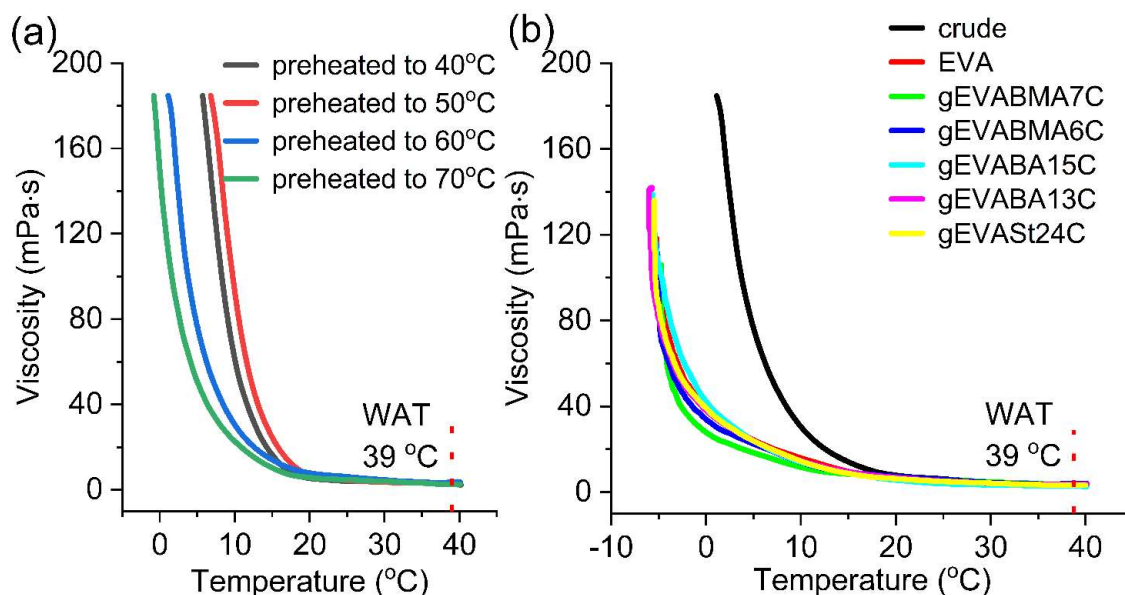 (a)
preheated to 40°C
preheated to 50°C
preheated to 60°C
preheated to 70°C
Viscosity (mPa·s)
200
160
120
80
40
0
WAT
39 °C
0 10 20 30 40
Temperature (°C)
(b)
crude
EVA
gEVABMA7C
gEVABMA6C
gEVABA15C
gEVABA13C
gEVASt24C
Viscosity (mPa·s)
200
160
120
80
40
0
WAT
39 °C
-10 0 10 20 30 40
Temperature (°C)